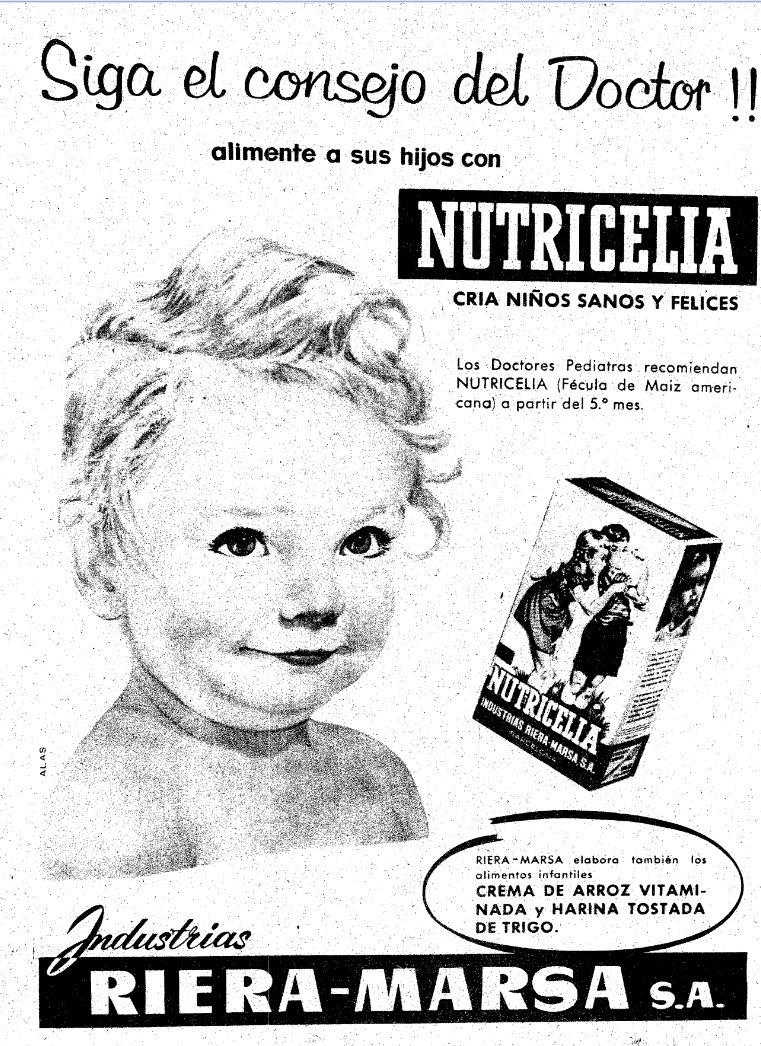 Siga el consejo del Doctor !!
alimente a sus hijos con
NUTRICELIA
CRIA NIÑOS SANOS Y FELICES
Los Doctores Pediatras recomiendan
NUTRICELIA (Fécula de Maiz ameri-
cana) a partir del 5.º mes.
NUTRICELIA
INDUSTRIAS RIERA-MARSA, S.A.
BARCELONA
ALAS
RIERA-MARSA elabora también los
alimentos infantiles
CREMA DE ARROZ VITAMI-
NADA y HARINA TOSTADA
DE TRIGO.
Industrias
RIERA-MARSA S.A.